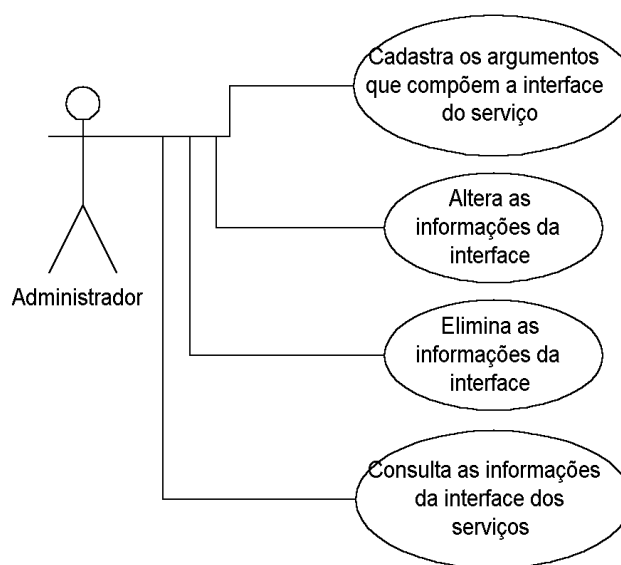 Cadastra os argumentos
que compõem a interface
do serviço
Altera as
informações da
interface
Administrador
Elimina as
informações da
interface
Consulta as informações
da interface dos
serviços